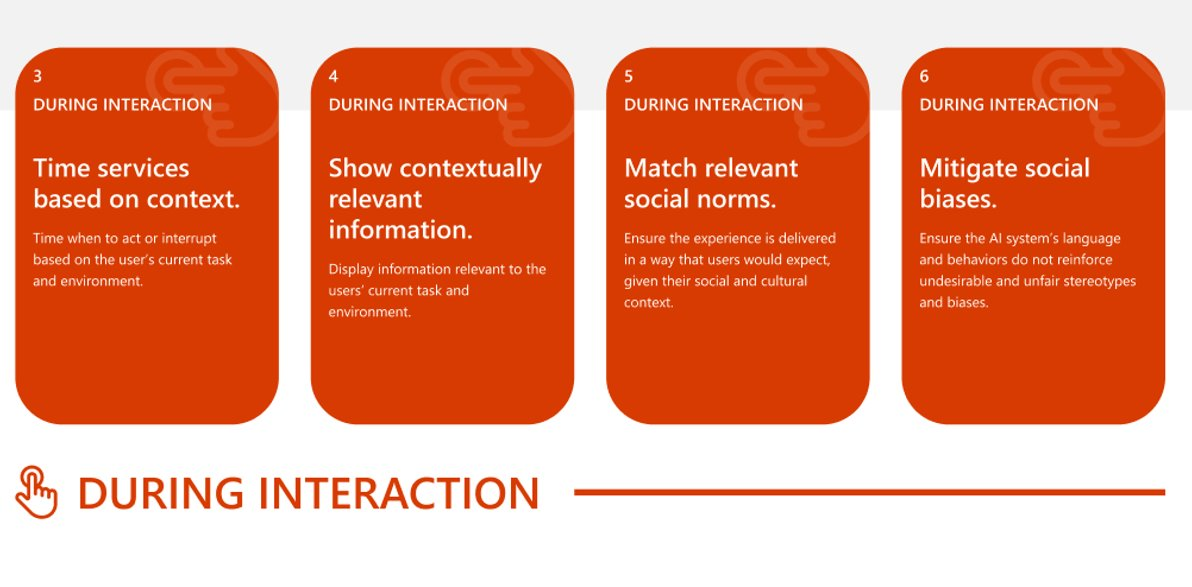 3
DURING INTERACTION
Time services
based on context.
Time when to act or interrupt
based on the user’s current task
and environment.
4
DURING INTERACTION
Show contextually
relevant
information.
Display information relevant to the
users’ current task and
environment.
5
DURING INTERACTION
Match relevant
social norms.
Ensure the experience is delivered
in a way that users would expect,
given their social and cultural
context.
6
DURING INTERACTION
Mitigate social
biases.
Ensure the AI system’s language
and behaviors do not reinforce
undesirable and unfair stereotypes
and biases.
DURING INTERACTION